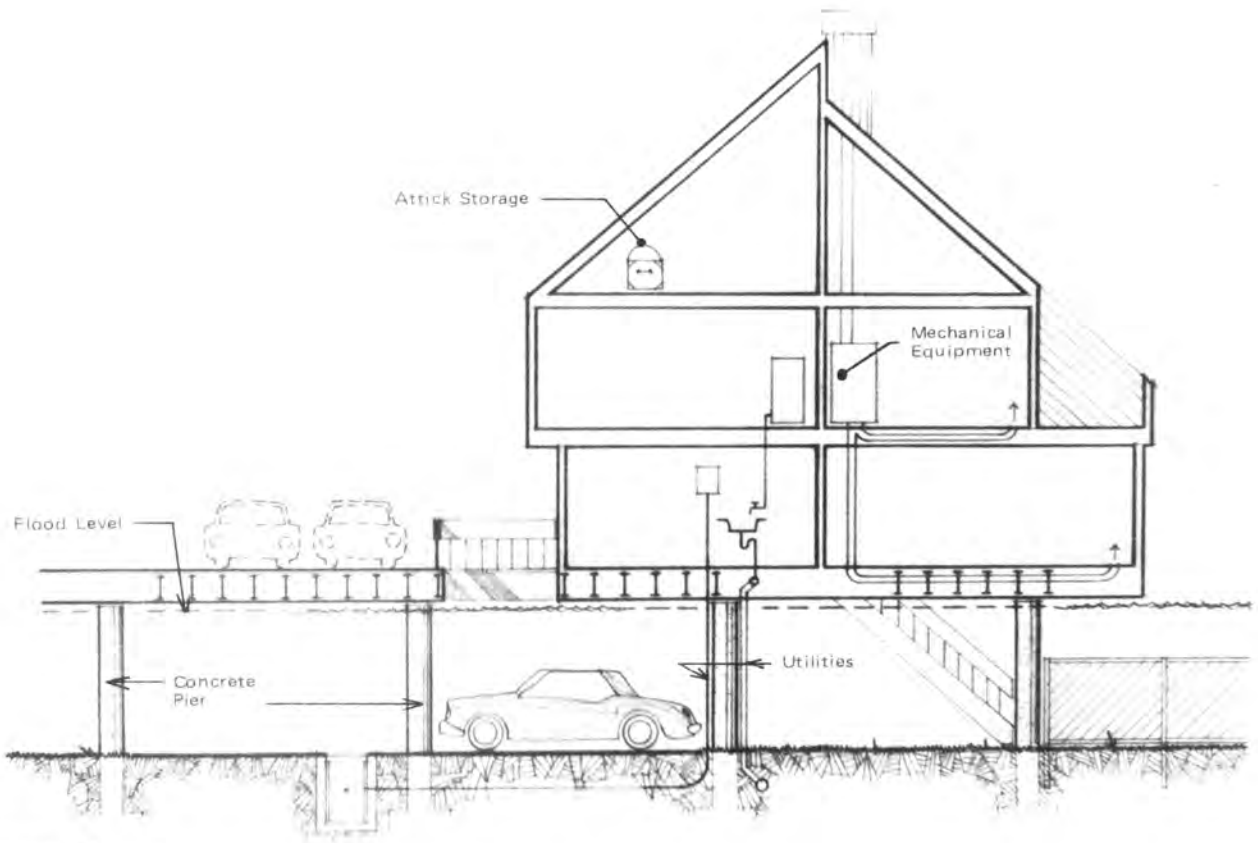 Attick Storage
Mechanical
Equipment
Flood Level
Concrete
Pier
Utilities